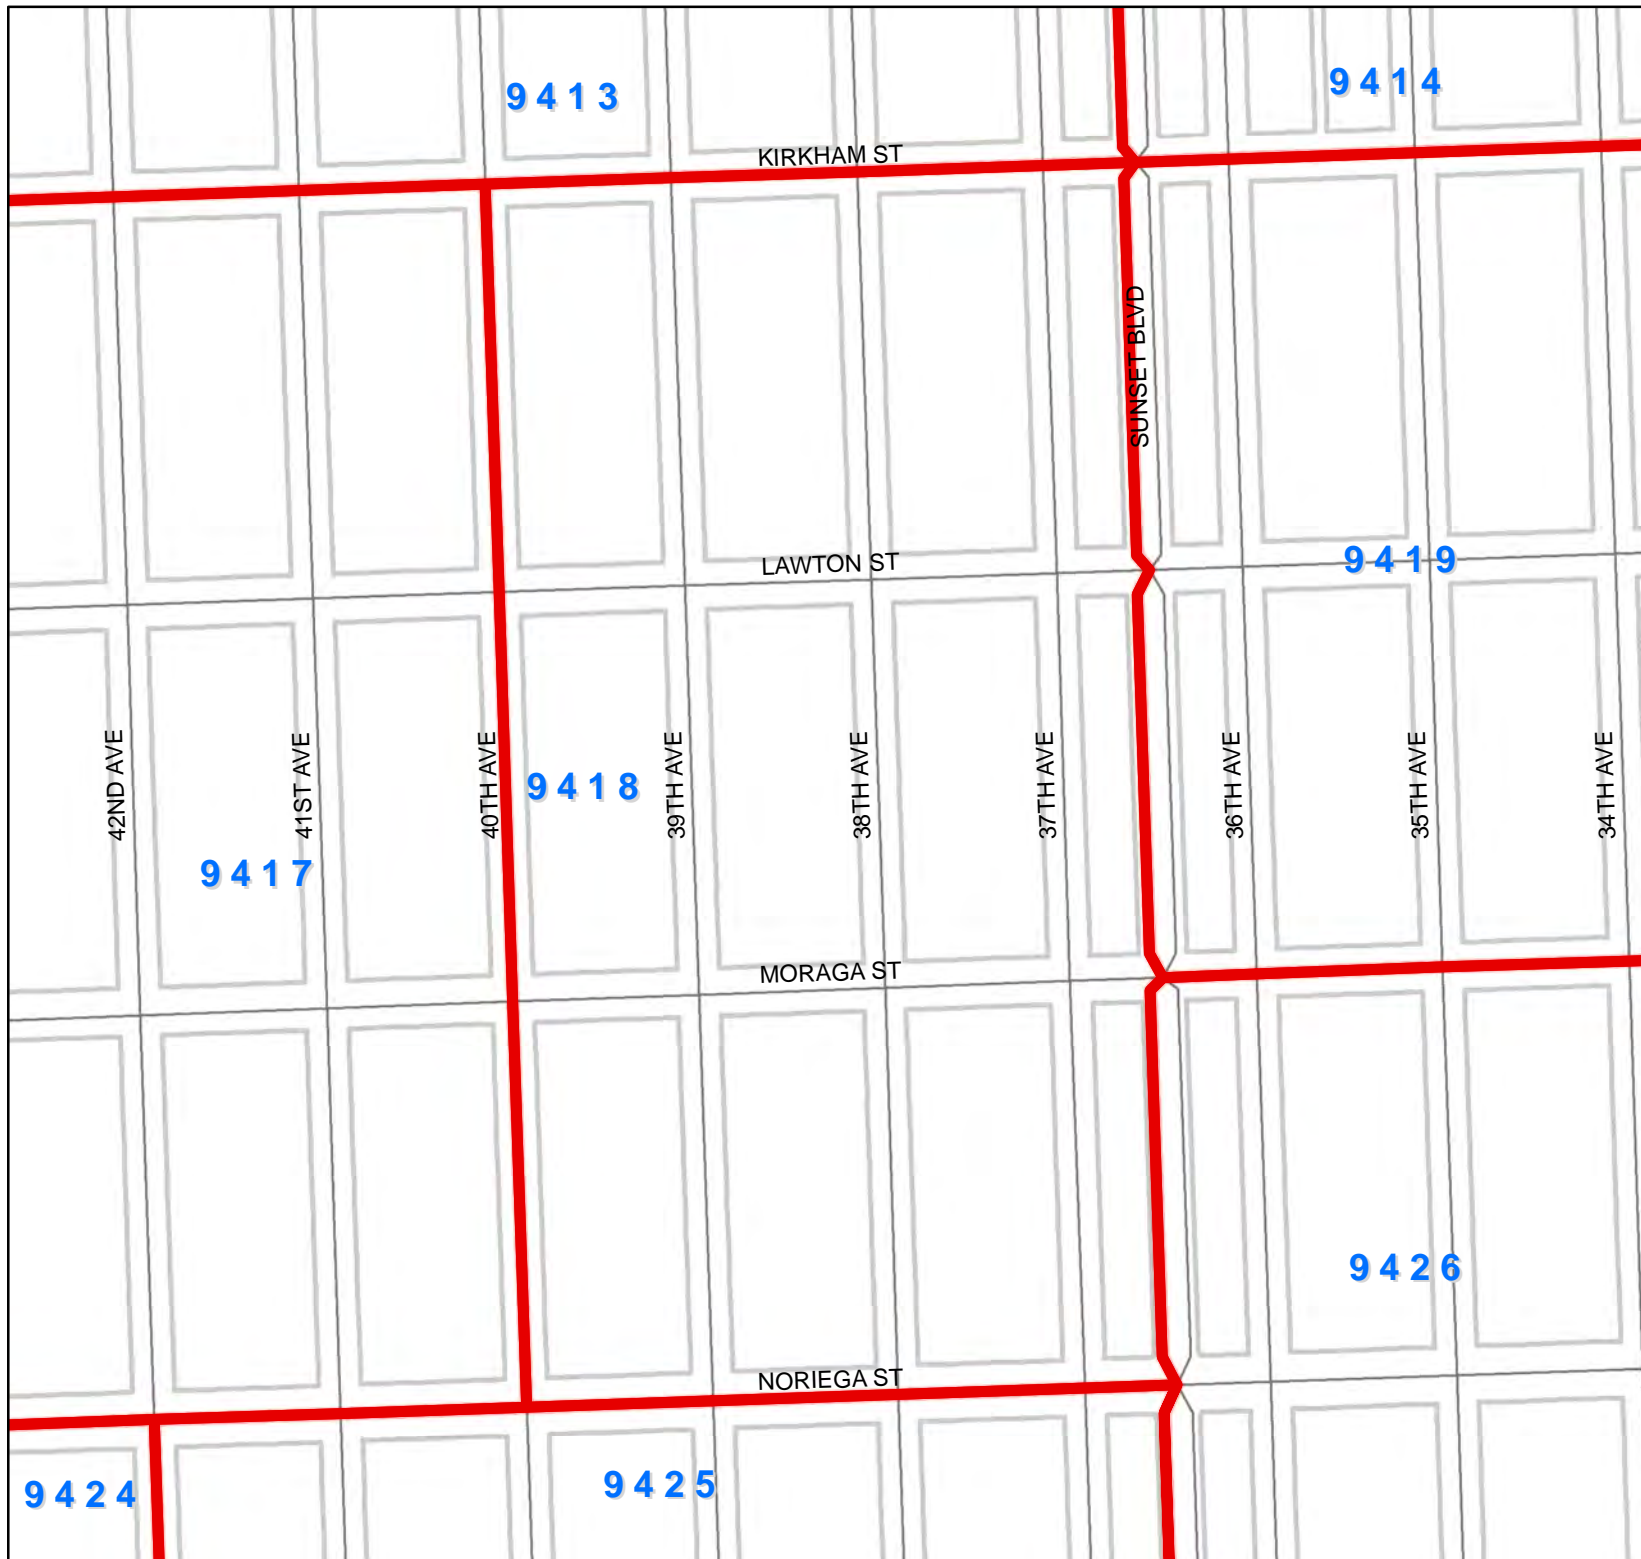 9414
9413
KIRKHAM ST
SUNSET BLVD
LAWTON ST
9419
42ND AVE
41ST AVE
40TH AVE
9418
39TH AVE
38TH AVE
37TH AVE
36TH AVE
35TH AVE
34TH AVE
9417
MORAGA ST
9426
NORIEGA ST
9424
9425